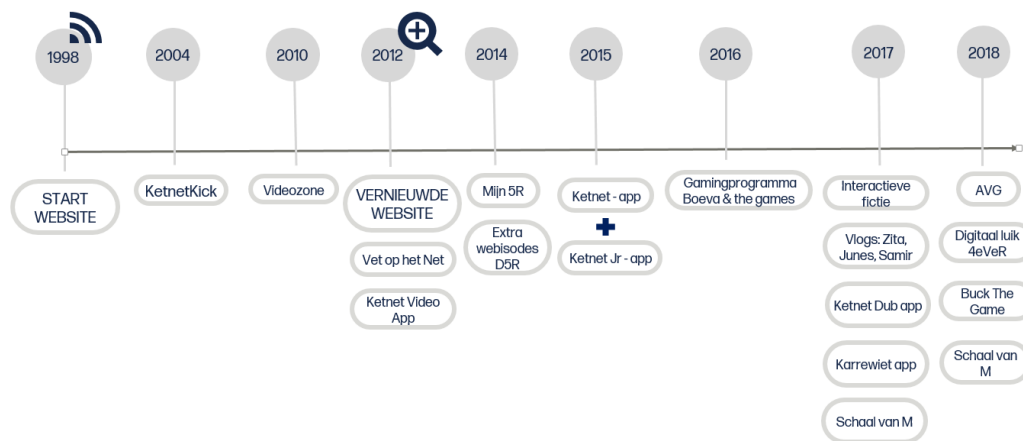 1998
2004
2010
2012
2014
2015
2016
2017
2018
START
WEBSITE
KetnetKick
Videozone
VERNIEUWDE
WEBSITE
Vet op het Net
Ketnet Video
App
Mijn 5R
Extra
webisodes
D5R
Ketnet - app
Ketnet Jr - app
Gamingprogramma
Boeva & the games
Interactieve
fictie
Vlogs: Zita,
Junes, Samir
Ketnet Dub app
Karrewiet app
Schaal van M
AVG
Digitaal luik
4eVeR
Buck The
Game
Schaal van
M